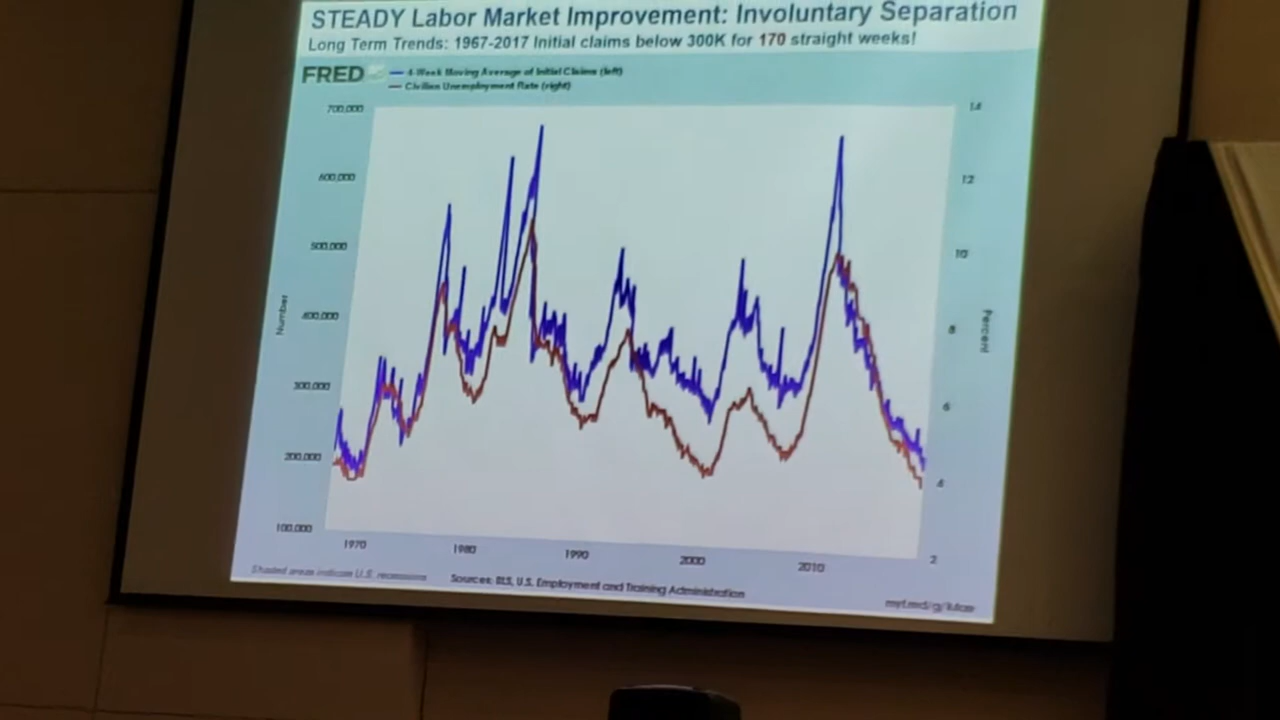 STEADY Labor Market Improvement: Involuntary Separation
Long Term Trends: 1967-2017 Initial claims below 300K for 170 straight weeks!
FRED
4-Week Moving Average of Initial Claims (left)
Civilian Unemployment Rate (right)
700,000
600,000
500,000
400,000
300,000
200,000
100,000
Number
14
12
10
8
6
4
2
Percent
1970
1980
1990
2000
2010
Shaded areas indicate U.S. recessions
Sources: BLS, U.S. Employment and Training Administration